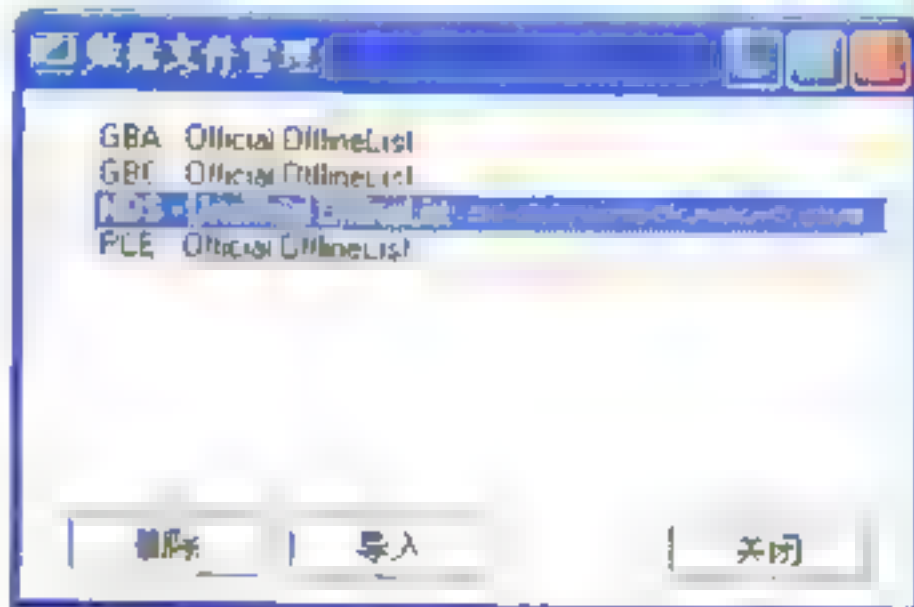 数据文件管理
GBA Official OfflineList
GBC Official OfflineList
Official OfflineList
删除
导入
关闭